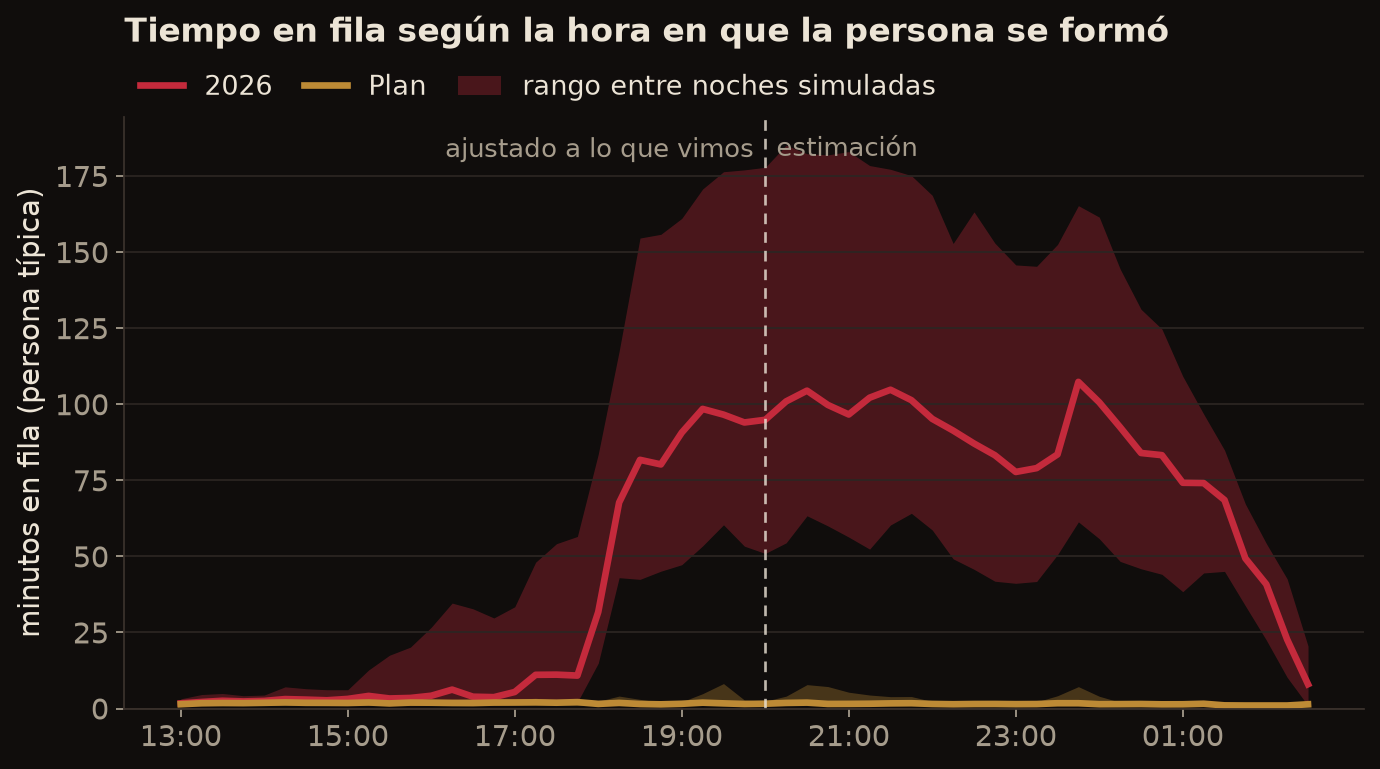 Tiempo en fila según la hora en que la persona se formó
2026 Plan rango entre noches simuladas
ajustado a lo que vimos estimación
minutos en fila (persona típica)
175
150
125
100
75
50
25
0
13:00 15:00 17:00 19:00 21:00 23:00 01:00